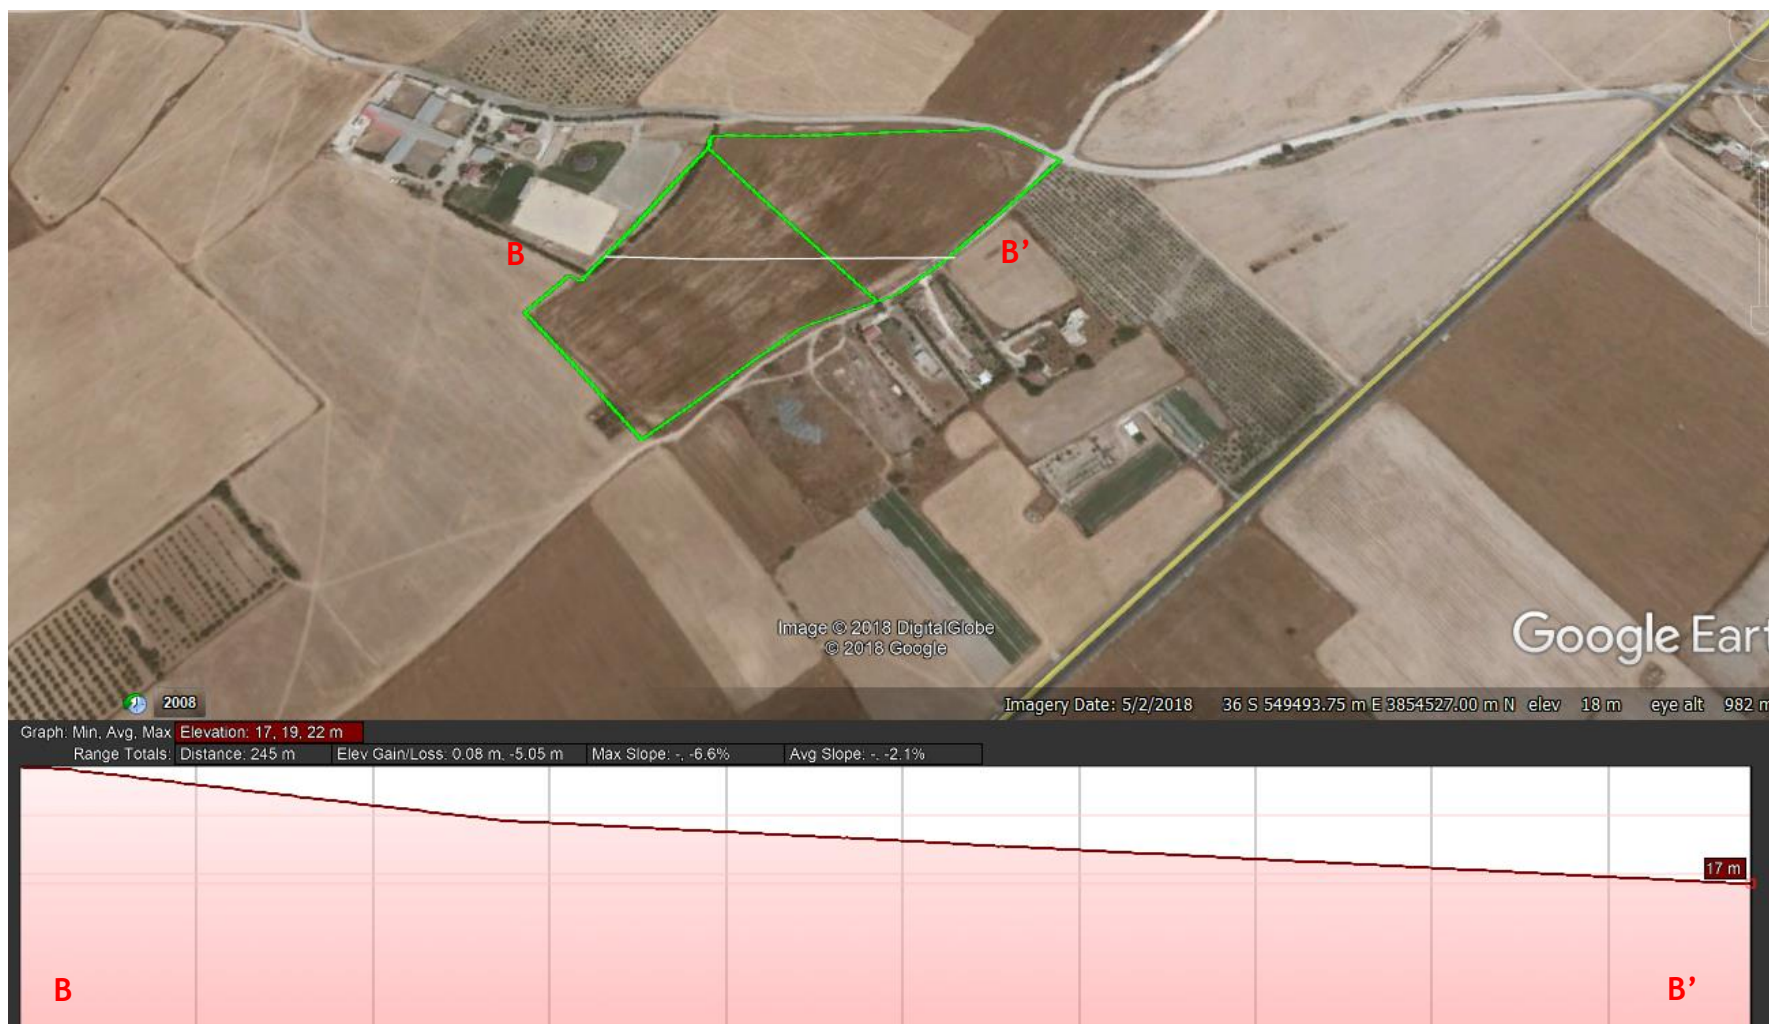 B B’
Image © 2018 DigitalGlobe
© 2018 Google
Google Eart
2008
Imagery Date: 5/2/2018 36 S 549493.75 m E 3854527.00 m N elev 18 m eye alt 982 m
Graph: Min, Avg, Max Elevation: 17, 19, 22 m
Range Totals: Distance: 245 m Elev Gain/Loss: 0.08 m, -5.05 m Max Slope: -, -6.6% Avg Slope: -, -2.1%
17 m
B B’